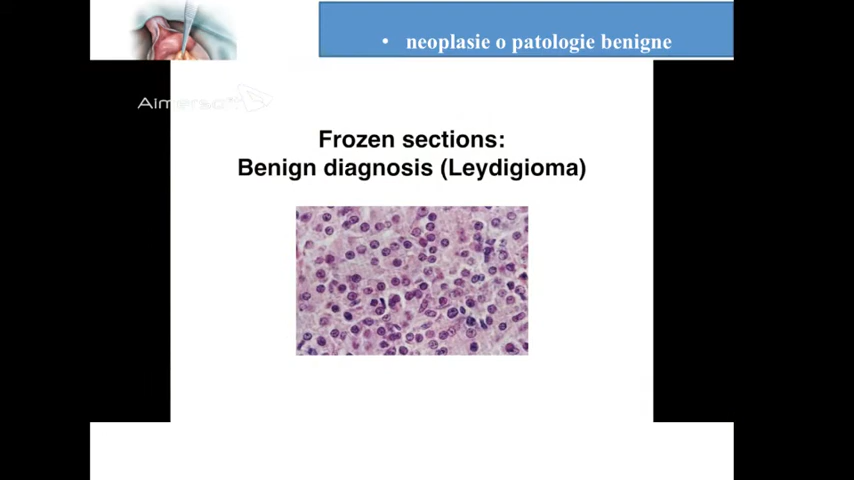 • neoplasie o patologie benigne
Frozen sections:
Benign diagnosis (Leydigioma)